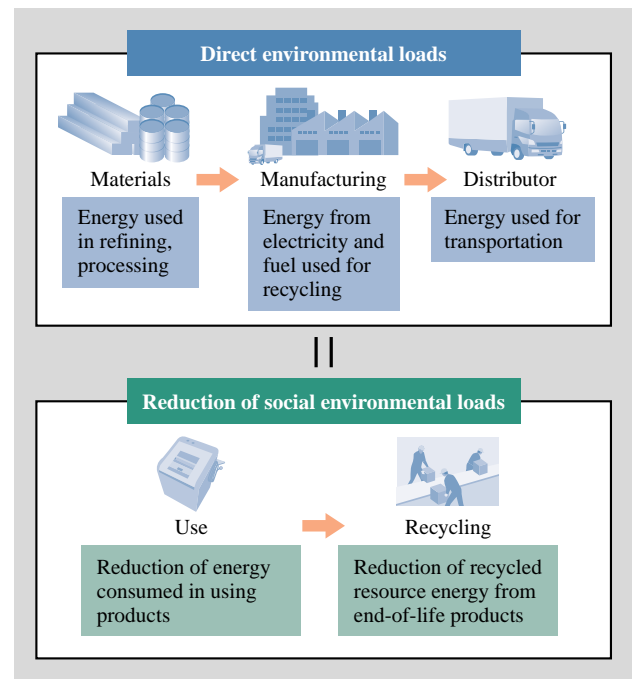 Direct environmental loads
Materials
Manufacturing
Distributor
Energy used
in refining,
processing
Energy from
electricity and
fuel used for
recycling
Energy used for
transportation
Reduction of social environmental loads
Use
Recycling
Reduction of energy
consumed in using
products
Reduction of recycled
resource energy from
end-of-life products